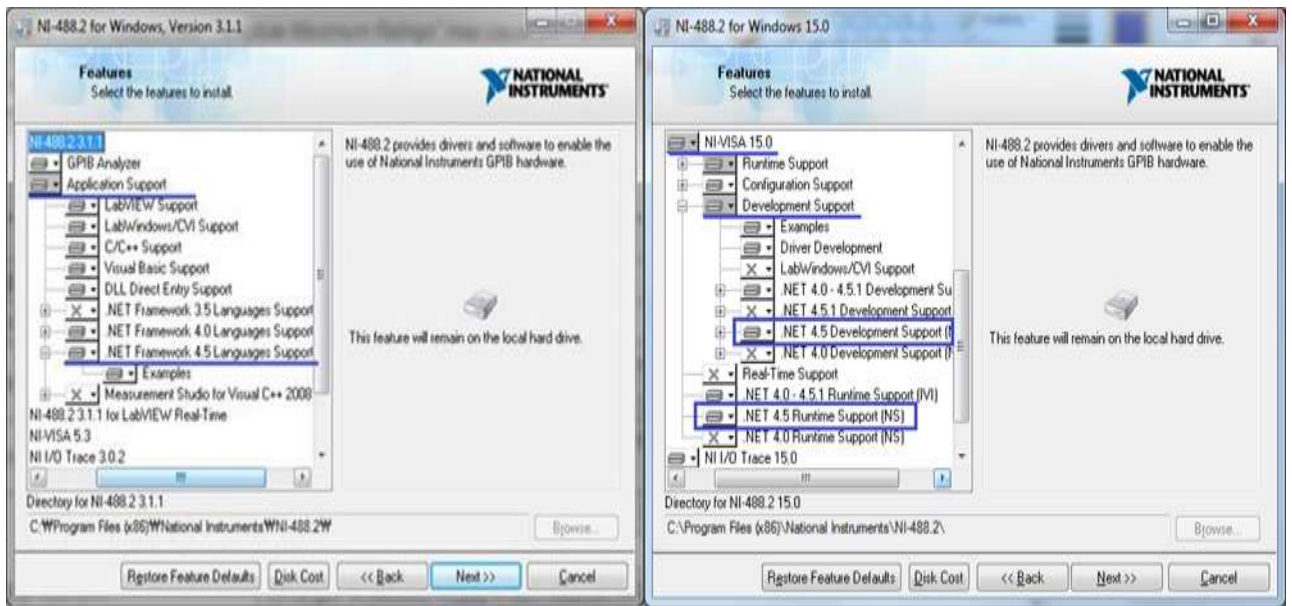 NI-488.2 for Windows, Version 3.1.1
Features
Select the features to install.
NATIONAL
INSTRUMENTS
NI-488.2 3.1.1
GPIB Analyzer
Application Support
LabVIEW Support
LabWindows/CVI Support
C/C++ Support
Visual Basic Support
DLL Direct Entry Support
.NET Framework 3.5 Languages Support
.NET Framework 4.0 Languages Support
.NET Framework 4.5 Languages Support
Examples
Measurement Studio for Visual C++ 2008
NI-488.2 3.1.1 for LabVIEW Real-Time
NI-VISA 5.3
NI I/O Trace 3.0.2
NI-488.2 provides drivers and software to enable the
use of National Instruments GPIB hardware.
This feature will remain on the local hard drive.
Directory for NI-488.2 3.1.1
C:₩Program Files (x86)₩National Instruments₩NI-488.2₩
Browse...
Restore Feature Defaults
Disk Cost
<< Back
Next >>
Cancel
NI-488.2 for Windows 15.0
Features
Select the features to install.
NATIONAL
INSTRUMENTS
NI-VISA 15.0
Runtime Support
Configuration Support
Development Support
Examples
Driver Development
LabWindows/CVI Support
.NET 4.0 - 4.5.1 Development Su
.NET 4.5.1 Development Support
.NET 4.5 Development Support (N
.NET 4.0 Development Support (N
Real-Time Support
.NET 4.0 - 4.5.1 Runtime Support (IVI)
.NET 4.5 Runtime Support (NS)
.NET 4.0 Runtime Support (NS)
NI I/O Trace 15.0
NI-488.2 provides drivers and software to enable the
use of National Instruments GPIB hardware.
This feature will remain on the local hard drive.
Directory for NI-488.2 15.0
C:\Program Files (x86)\National Instruments\NI-488.2\
Browse...
Restore Feature Defaults
Disk Cost
<< Back
Next >>
Cancel